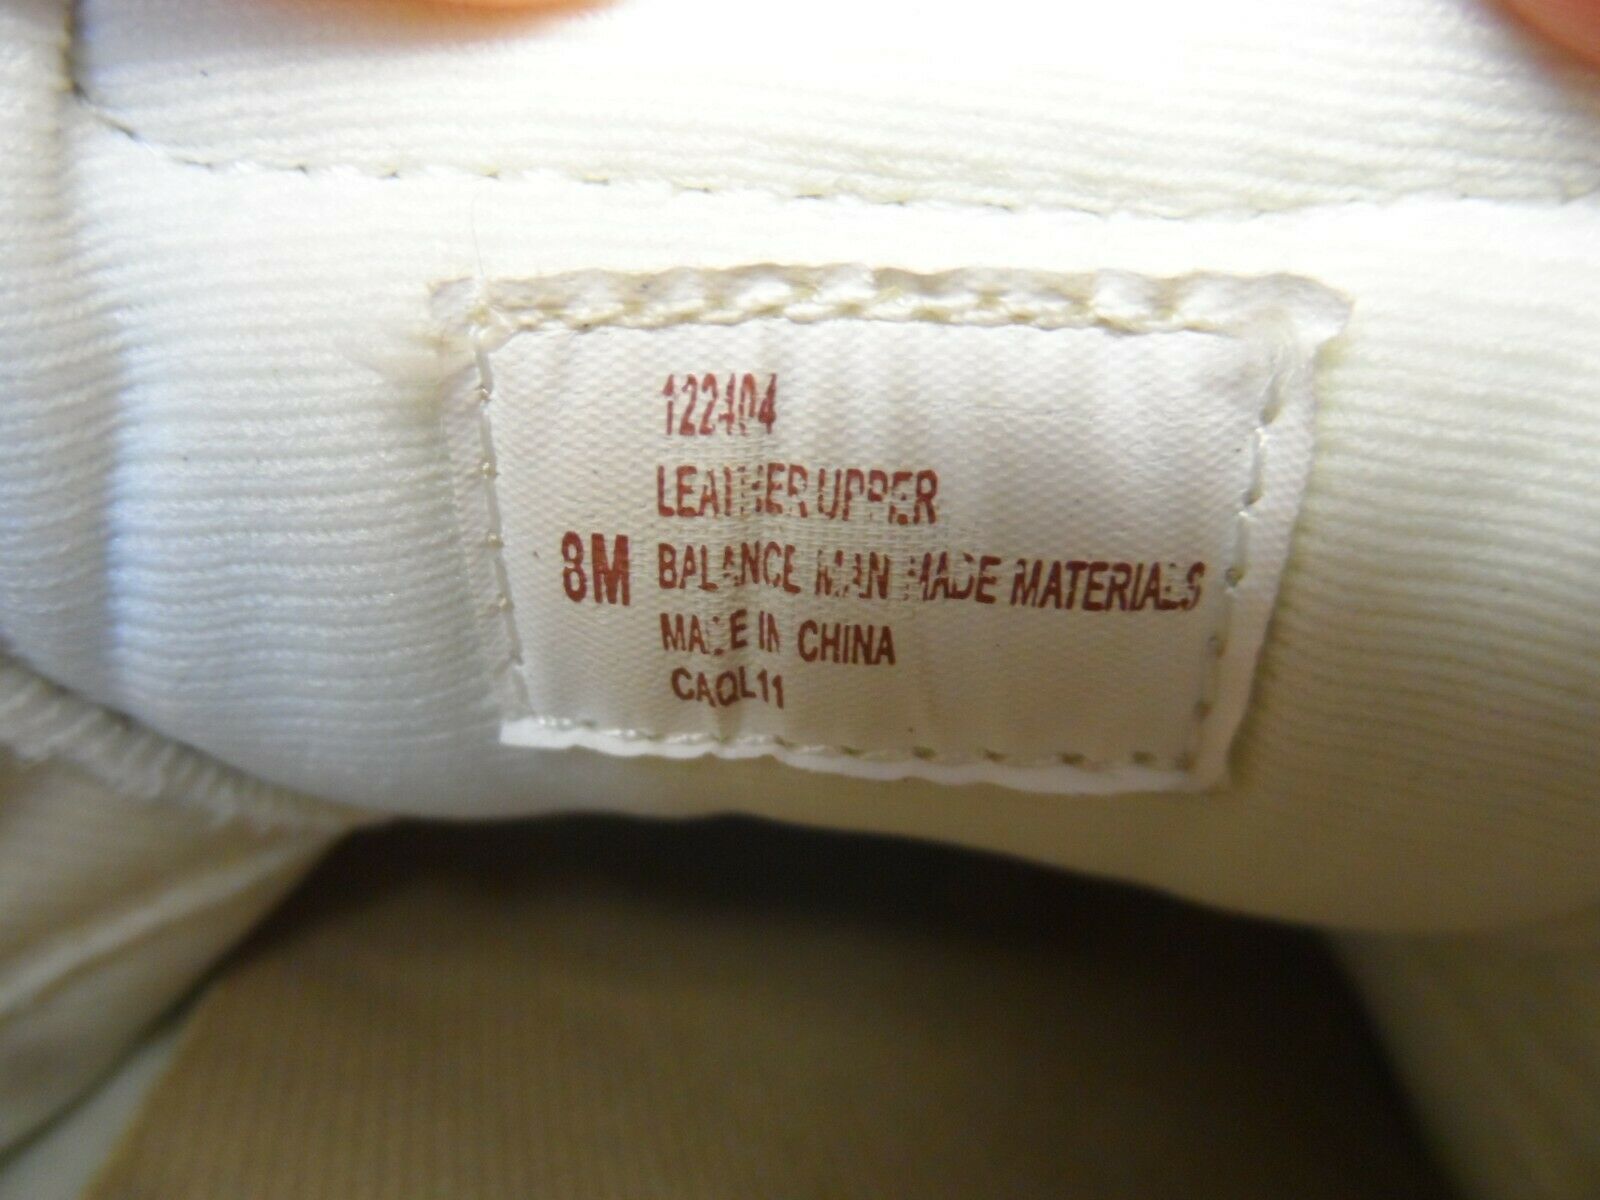 122404
LEATHER UPPER
8M BALANCE MAN MADE MATERIALS
MADE IN CHINA
CAQL11